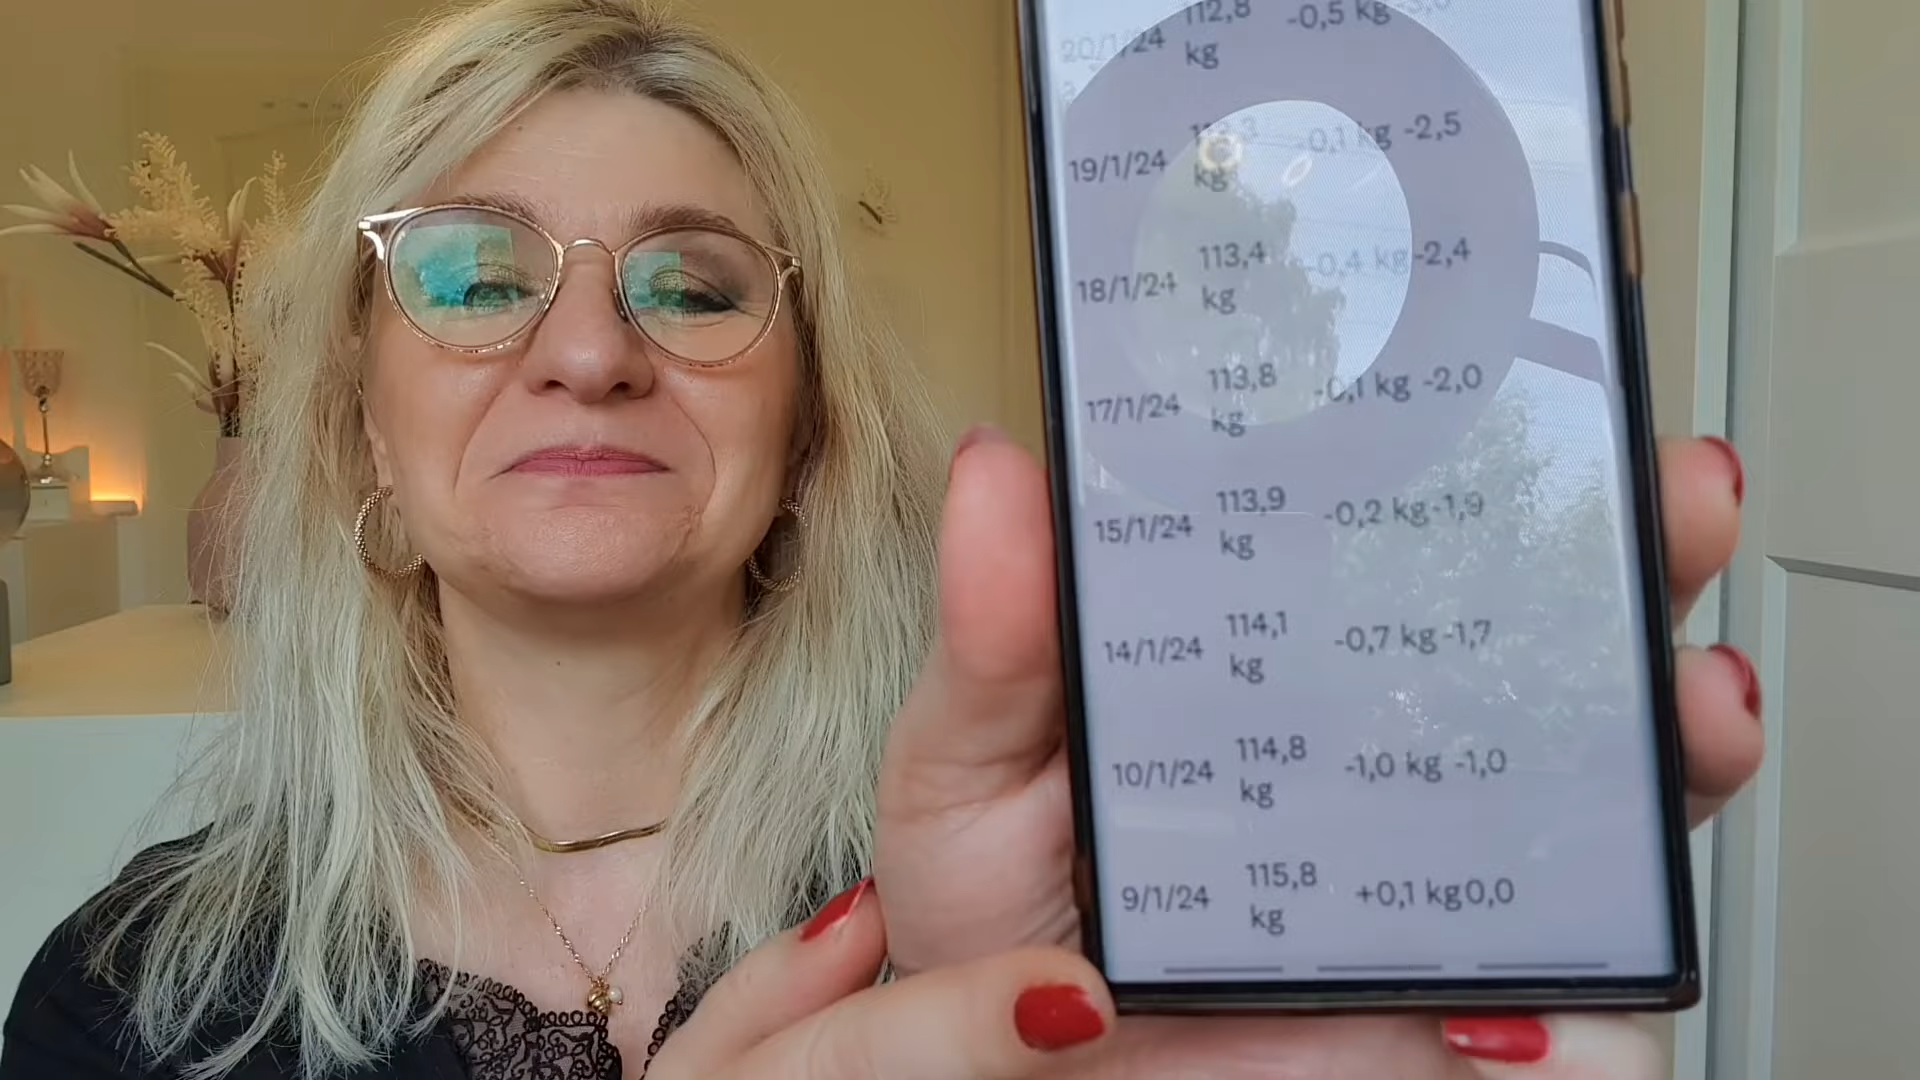 112,8 -0,5 kg -3,0
20/1/24
kg
113,3 -0,1 kg -2,5
19/1/24
kg
113,4 -0,4 kg -2,4
18/1/24
kg
113,8 -0,1 kg -2,0
17/1/24
kg
113,9 -0,2 kg -1,9
15/1/24
kg
114,1 -0,7 kg -1,7
14/1/24
kg
114,8 -1,0 kg -1,0
10/1/24
kg
115,8 +0,1 kg 0,0
9/1/24
kg